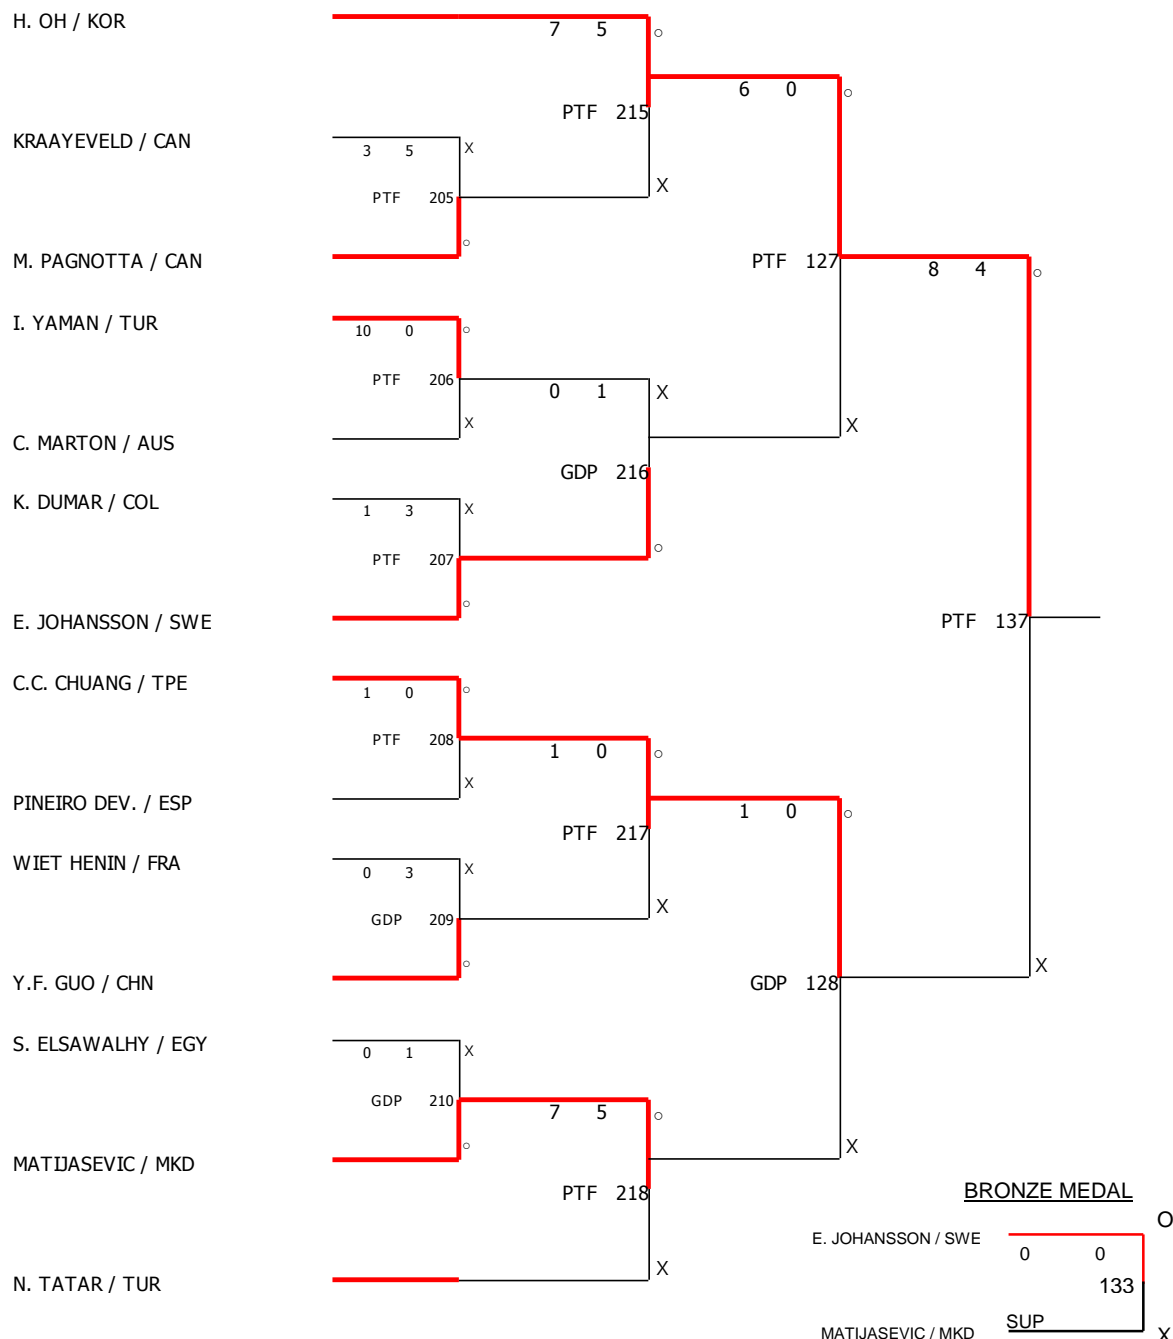 H. OH / KOR
7 5 ○
6 0 ○
PTF 215
KRAAYEVELD / CAN
3 5 X
PTF 205
X
○
M. PAGNOTTA / CAN
PTF 127
8 4 ○
I. YAMAN / TUR
10 0 ○
PTF 206
0 1 X
X
X
C. MARTON / AUS
GDP 216
K. DUMAR / COL
1 3 X
PTF 207
○
○
E. JOHANSSON / SWE
PTF 137
C.C. CHUANG / TPE
1 0 ○
PTF 208
1 0 ○
X
PINEIRO DEV. / ESP
1 0 ○
PTF 217
WIET HENIN / FRA
0 3 X
GDP 209
X
○
X
Y.F. GUO / CHN
GDP 128
S. ELSAWALHY / EGY
0 1 X
GDP 210
7 5 ○
○
X
MATIJASEVIC / MKD
PTF 218
BRONZE MEDAL
O
E. JOHANSSON / SWE
0 0
X
N. TATAR / TUR
133
SUP
MATIJASEVIC / MKD
X